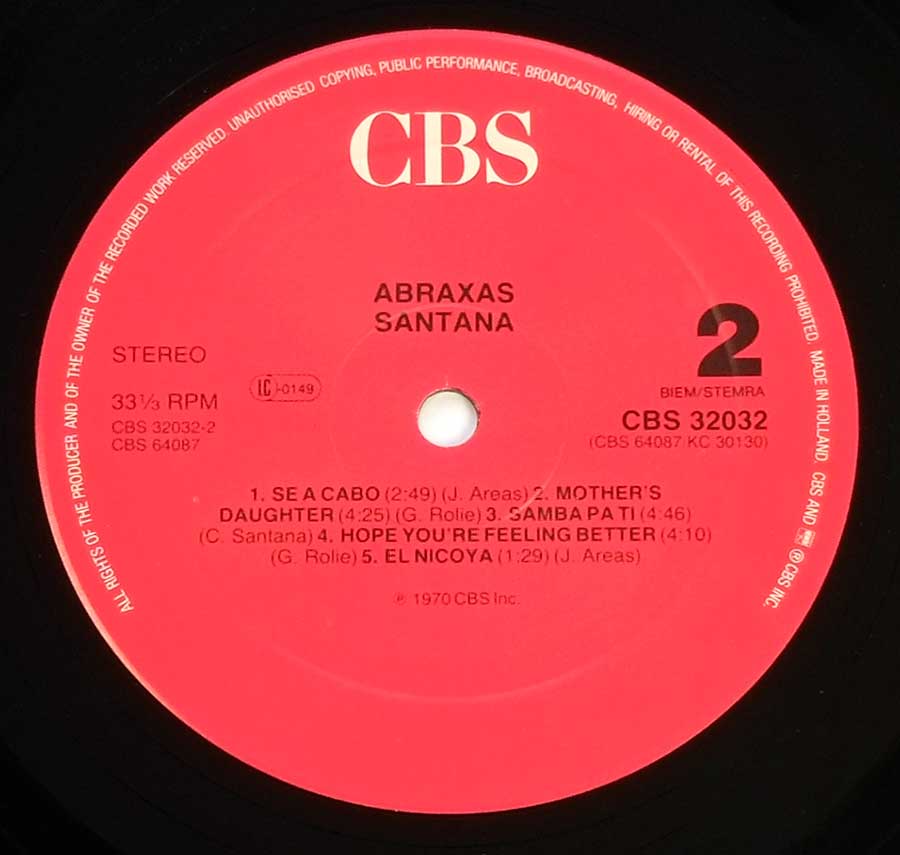 ALL RIGHTS OF THE PRODUCER AND OF THE OWNER OF THE RECORDED WORK RESERVED. UNAUTHORISED COPYING, PUBLIC PERFORMANCE, BROADCASTING, HIRING OR RENTAL OF THIS RECORDING PROHIBITED. MADE IN HOLLAND. CBS AND ℗ CBS INC.
CBS
ABRAXAS
SANTANA
STEREO
33⅓ RPM
LC-0149
CBS 32032-2
CBS 64087
2
BIEM/STEMRA
CBS 32032
(CBS 64087/KC 30130)
1. SE A CABO (2:49) (J. Areas) 2. MOTHER'S
DAUGHTER (4:25) (G. Rolie) 3. SAMBA PA TI (4:46)
(C. Santana) 4. HOPE YOU'RE FEELING BETTER (4:10)
(G. Rolie) 5. EL NICOYA (1:29) (J. Areas)
℗ 1970 CBS Inc.